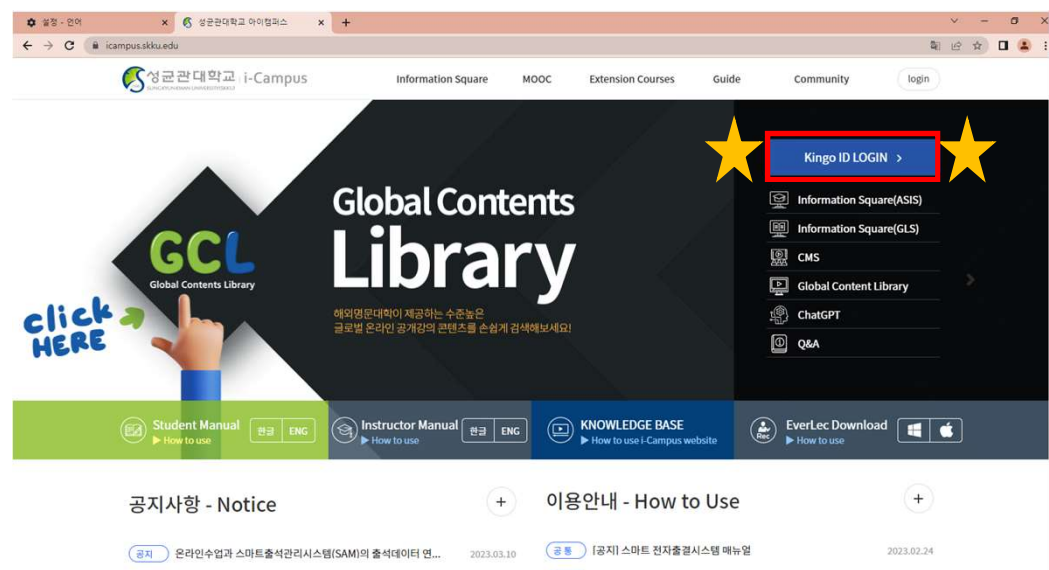 설정 - 언어
성균관대학교 아이캠퍼스
icampus.skku.edu
성균관대학교 i-Campus
Information Square
MOOC
Extension Courses
Guide
Community
login
Kingo ID LOGIN >
Information Square(ASIS)
Information Square(GLS)
CMS
Global Content Library
ChatGPT
Q&A
GCL
Global Contents Library
click
HERE
Global Contents
Library
해외명문대학이 제공하는 수준높은
글로벌 온라인 공개강의 콘텐츠를 손쉽게 검색해보세요!
Student Manual
How to use
한글 ENG
Instructor Manual
How to use
한글 ENG
KNOWLEDGE BASE
How to use i-Campus website
Rec
EverLec Download
How to use
공지사항 - Notice
+
이용안내 - How to Use
+
공지 온라인수업과 스마트출석관리시스템(SAM)의 출석데이터 연... 2023.03.10
공통 [공지] 스마트 전자출결시스템 매뉴얼 2023.02.24